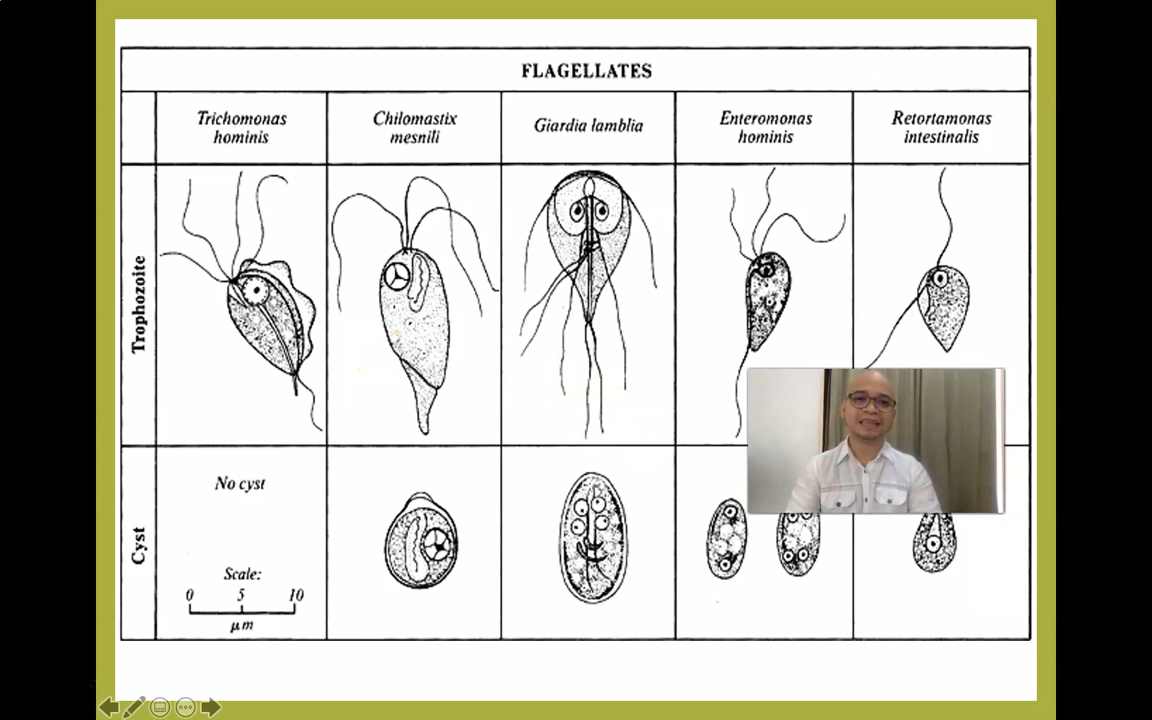 FLAGELLATES
Trichomonas
hominis
Chilomastix
mesnili
Giardia lamblia
Enteromonas
hominis
Retortamonas
intestinalis
Trophozoite
Cyst
No cyst
Scale:
0 5 10
μm